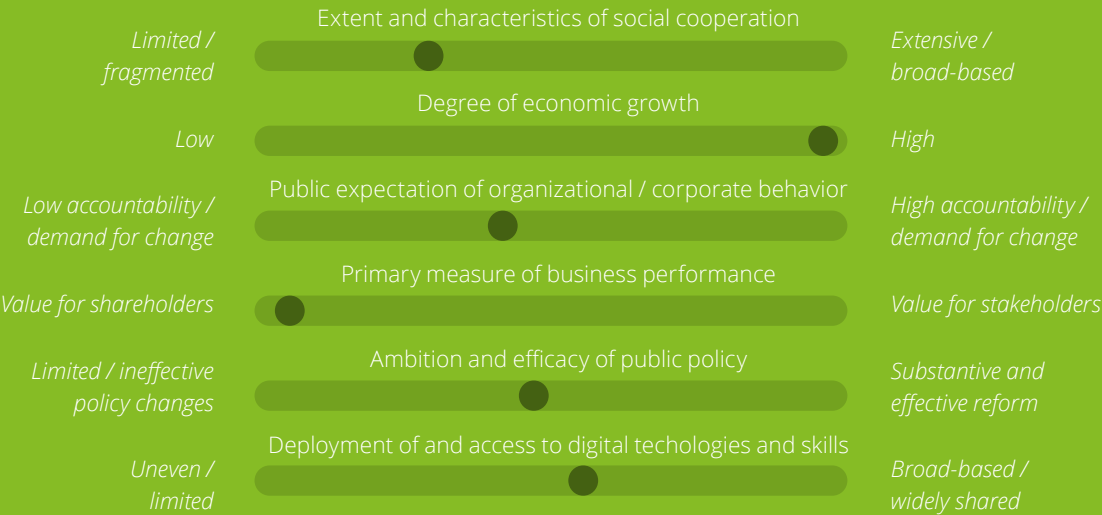 Extent and characteristics of social cooperation
Limited /
fragmented
Extensive /
broad-based
Degree of economic growth
Low
High
Public expectation of organizational / corporate behavior
Low accountability /
demand for change
High accountability /
demand for change
Primary measure of business performance
Value for shareholders
Value for stakeholders
Ambition and efficacy of public policy
Limited / ineffective
policy changes
Substantive and
effective reform
Deployment of and access to digital techologies and skills
Uneven /
limited
Broad-based /
widely shared